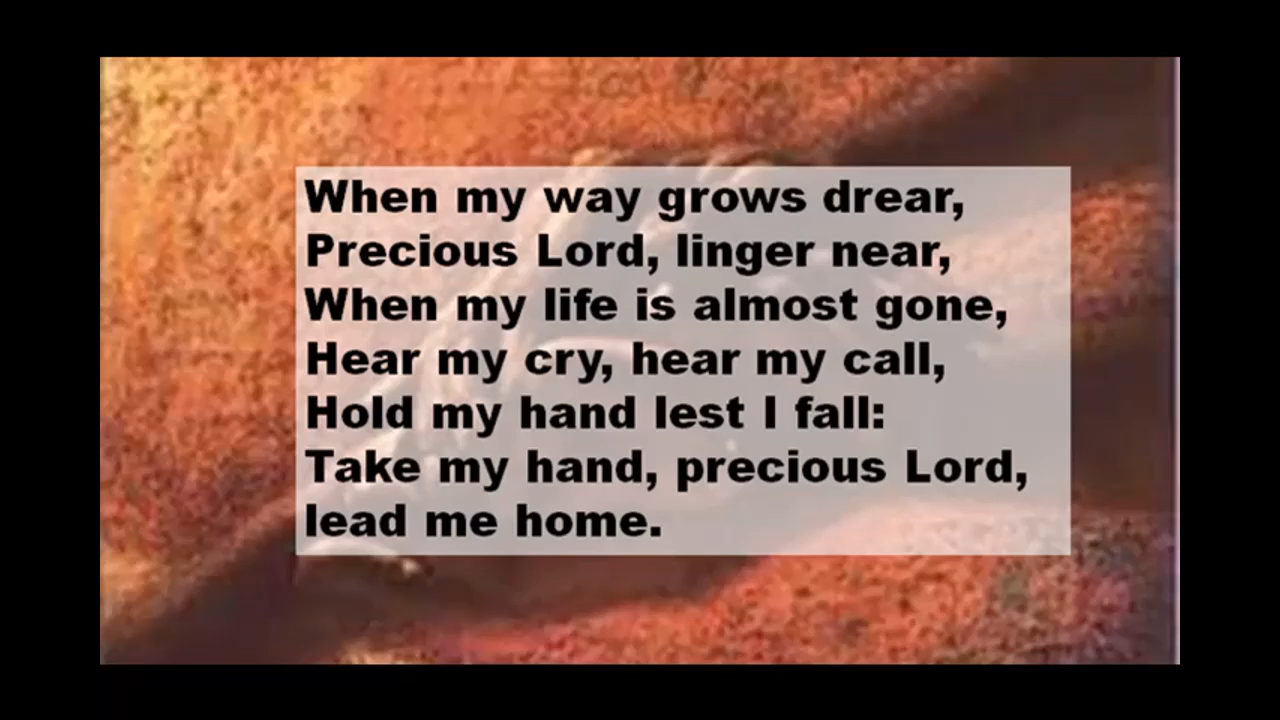 When my way grows drear,
Precious Lord, linger near,
When my life is almost gone,
Hear my cry, hear my call,
Hold my hand lest I fall:
Take my hand, precious Lord,
lead me home.